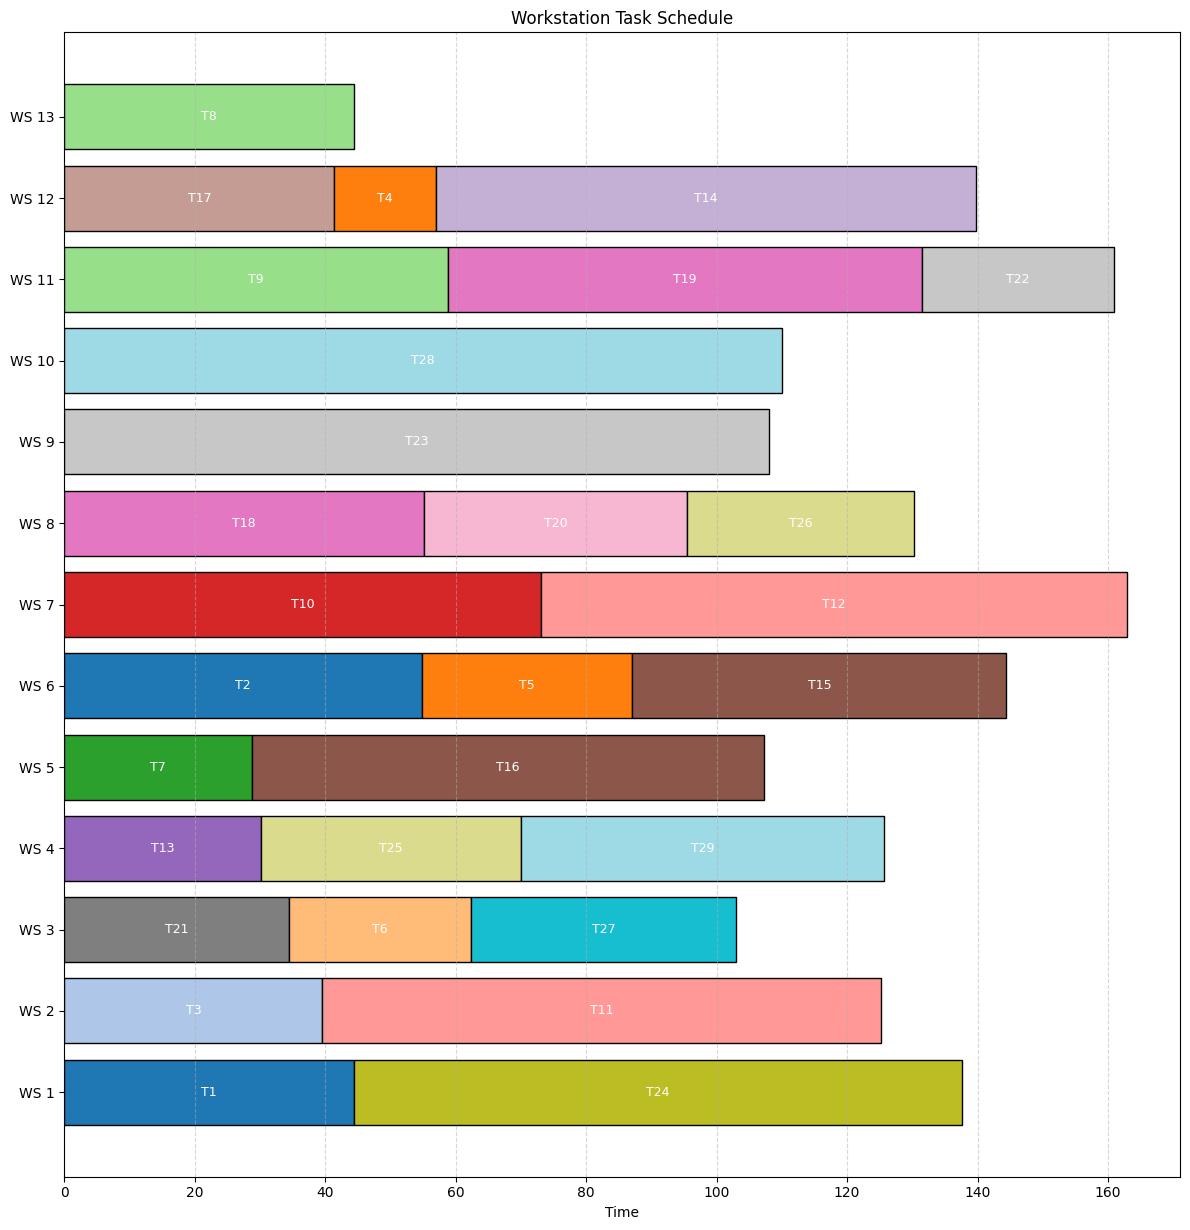 Workstation Task Schedule
WS 13 T8
WS 12 T17 T4 T14
WS 11 T9 T19 T22
WS 10 T28
WS 9 T23
WS 8 T18 T20 T26
WS 7 T10 T12
WS 6 T2 T5 T15
WS 5 T7 T16
WS 4 T13 T25 T29
WS 3 T21 T6 T27
WS 2 T3 T11
WS 1 T1 T24
0 20 40 60 80 100 120 140 160
Time